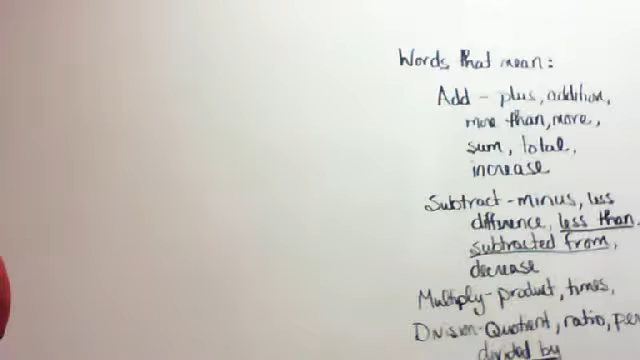 Words that mean:
Add - plus, addition,
more than, more,
sum, total,
increase
Subtract - minus, less
difference, less than,
subtracted from,
decrease
Multiply - product, times,
Division - Quotient, ratio, per
divided by